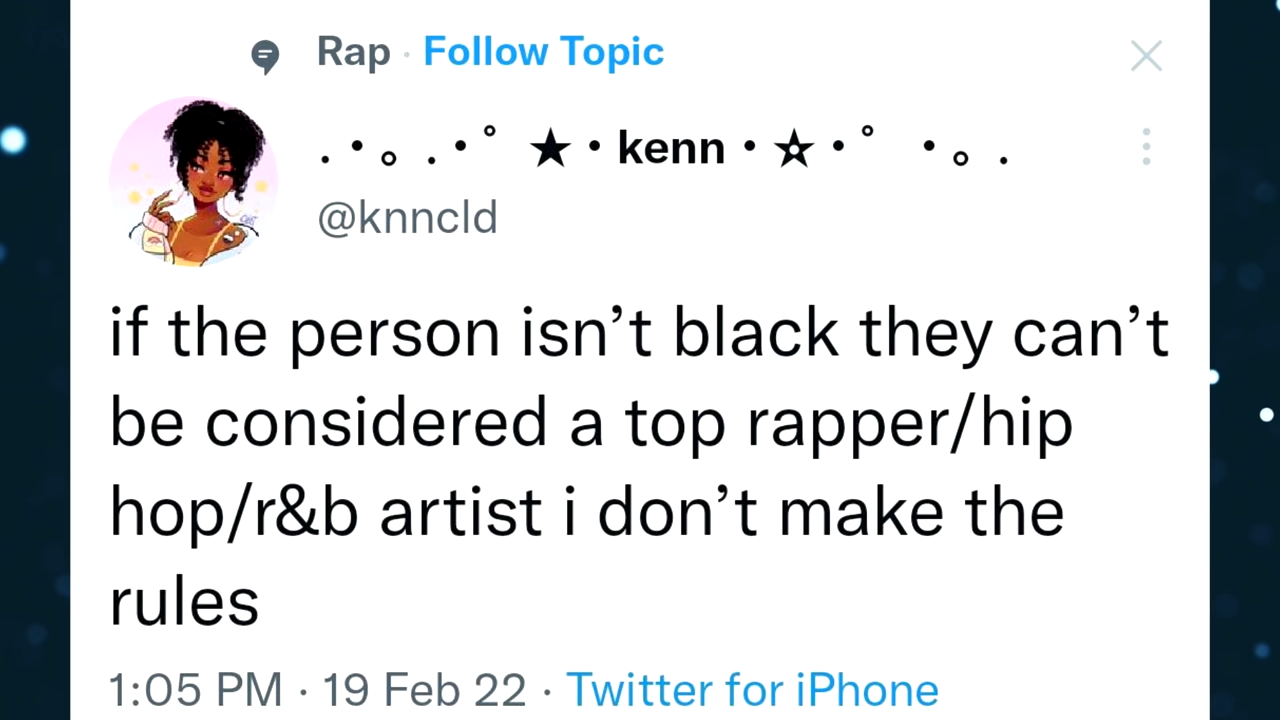 Rap · Follow Topic
. • 。 . • ° ★ • kenn • ✮ • ° • 。 .
@knncld
if the person isn’t black they can’t
be considered a top rapper/hip
hop/r&b artist i don’t make the
rules
1:05 PM · 19 Feb 22 · Twitter for iPhone